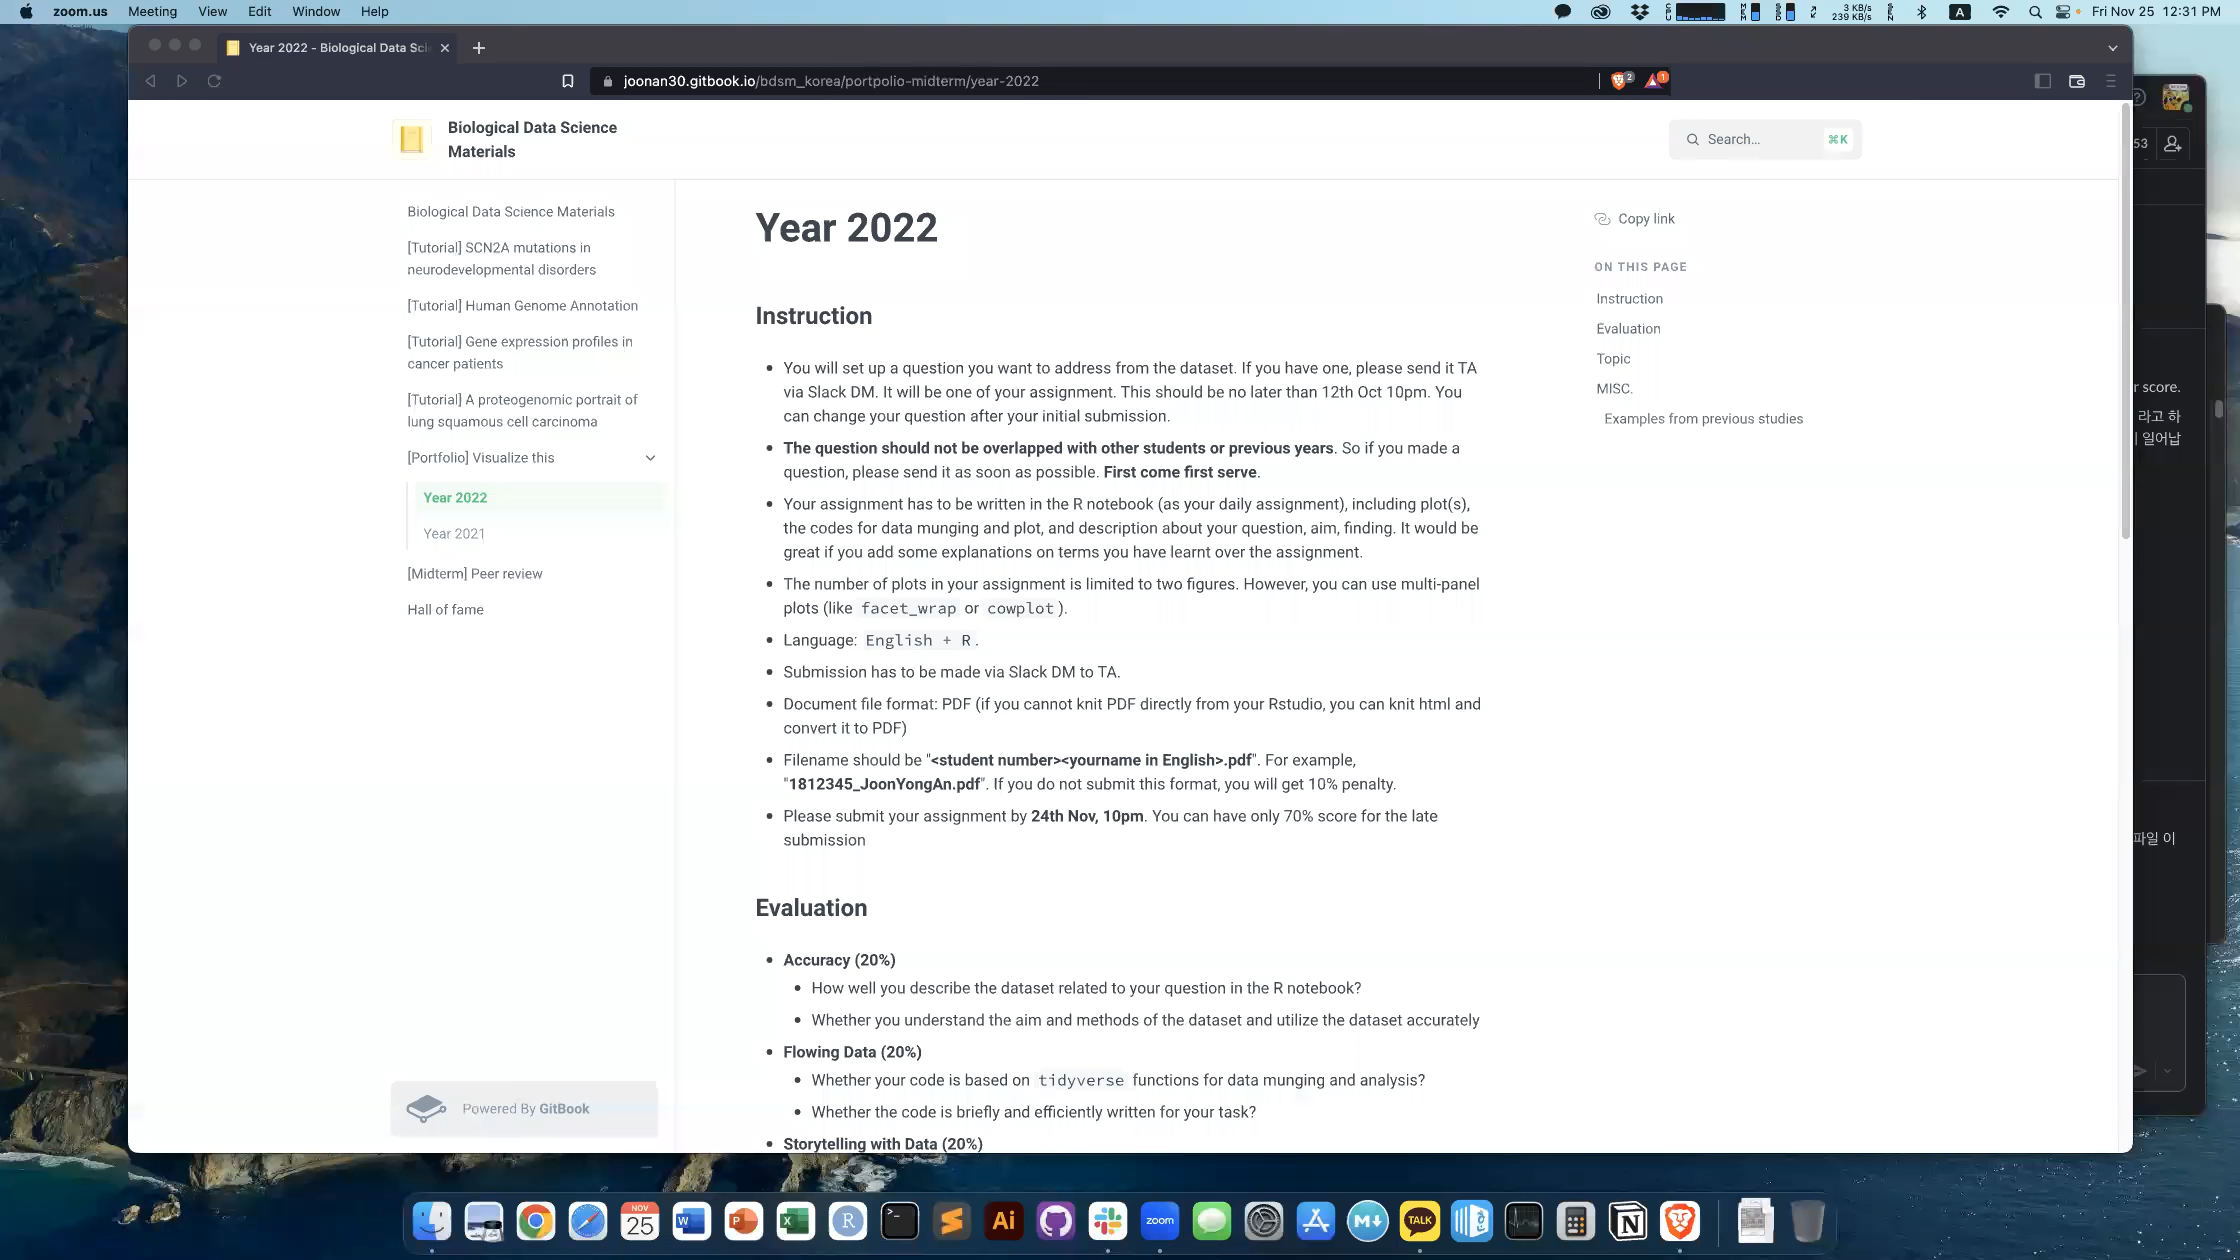 zoom.us Meeting View Edit Window Help
3 KB/s
239 KB/s
Fri Nov 25 12:31 PM
Year 2022 - Biological Data Sci
joonan30.gitbook.io/bdsm_korea/portpolio-midterm/year-2022
2
1
Biological Data Science
Materials
Search...
⌘K
Biological Data Science Materials
[Tutorial] SCN2A mutations in
neurodevelopmental disorders
[Tutorial] Human Genome Annotation
[Tutorial] Gene expression profiles in
cancer patients
[Tutorial] A proteogenomic portrait of
lung squamous cell carcinoma
[Portfolio] Visualize this
Year 2022
Year 2021
[Midterm] Peer review
Hall of fame
Powered By GitBook
Year 2022
Instruction
• You will set up a question you want to address from the dataset. If you have one, please send it TA
via Slack DM. It will be one of your assignment. This should be no later than 12th Oct 10pm. You
can change your question after your initial submission.
• The question should not be overlapped with other students or previous years. So if you made a
question, please send it as soon as possible. First come first serve.
• Your assignment has to be written in the R notebook (as your daily assignment), including plot(s),
the codes for data munging and plot, and description about your question, aim, finding. It would be
great if you add some explanations on terms you have learnt over the assignment.
• The number of plots in your assignment is limited to two figures. However, you can use multi-panel
plots (like facet_wrap or cowplot ).
• Language: English + R .
• Submission has to be made via Slack DM to TA.
• Document file format: PDF (if you cannot knit PDF directly from your Rstudio, you can knit html and
convert it to PDF)
• Filename should be "<student number><yourname in English>.pdf". For example,
"1812345_JoonYongAn.pdf". If you do not submit this format, you will get 10% penalty.
• Please submit your assignment by 24th Nov, 10pm. You can have only 70% score for the late
submission
Evaluation
• Accuracy (20%)
• How well you describe the dataset related to your question in the R notebook?
• Whether you understand the aim and methods of the dataset and utilize the dataset accurately
• Flowing Data (20%)
• Whether your code is based on tidyverse functions for data munging and analysis?
• Whether the code is briefly and efficiently written for your task?
• Storytelling with Data (20%)
Copy link
ON THIS PAGE
Instruction
Evaluation
Topic
MISC.
Examples from previous studies
53
score.
라고 하
일어납
파일 이
NOV
25
W
P
X
R
Ai
zoom
M
TALK
N